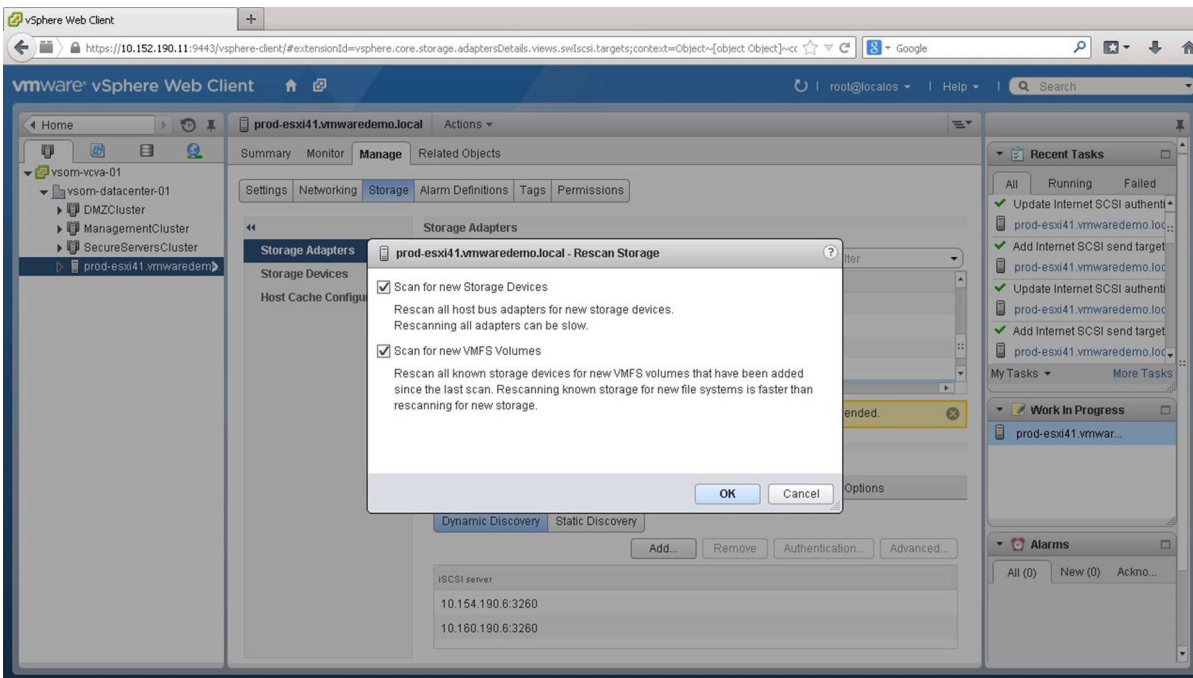 vSphere Web Client
https://10.152.190.11:9443/vsphere-client/#extensionId=vsphere.core.storage.adaptersDetails.views.swIscsi.targets;context=Object~[object Object]~cc
Google
vmware® vSphere Web Client
root@localos
Help
Search
Home
prod-esxi41.vmwaredemo.local
Actions
Summary
Monitor
Manage
Related Objects
vsom-vcva-01
vsom-datacenter-01
DMZCluster
ManagementCluster
SecureServersCluster
prod-esxi41.vmwaredem
Settings
Networking
Storage
Alarm Definitions
Tags
Permissions
Storage Adapters
Storage Devices
Host Cache Configu
Storage Adapters
lter
prod-esxi41.vmwaredemo.local - Rescan Storage
?
Scan for new Storage Devices
Rescan all host bus adapters for new storage devices.
Rescanning all adapters can be slow.
Scan for new VMFS Volumes
Rescan all known storage devices for new VMFS volumes that have been added
since the last scan. Rescanning known storage for new file systems is faster than
rescanning for new storage.
OK
Cancel
ended.
Options
Dynamic Discovery
Static Discovery
Add...
Remove
Authentication...
Advanced...
iSCSI server
10.154.190.6:3260
10.160.190.6:3260
Recent Tasks
All
Running
Failed
Update Internet SCSI authenti
prod-esxi41.vmwaredemo.loc
Add Internet SCSI send target
prod-esxi41.vmwaredemo.loc
Update Internet SCSI authenti
prod-esxi41.vmwaredemo.loc
Add Internet SCSI send target
prod-esxi41.vmwaredemo.loc
My Tasks
More Tasks
Work In Progress
prod-esxi41.vmwar...
Alarms
All (0)
New (0)
Ackno...